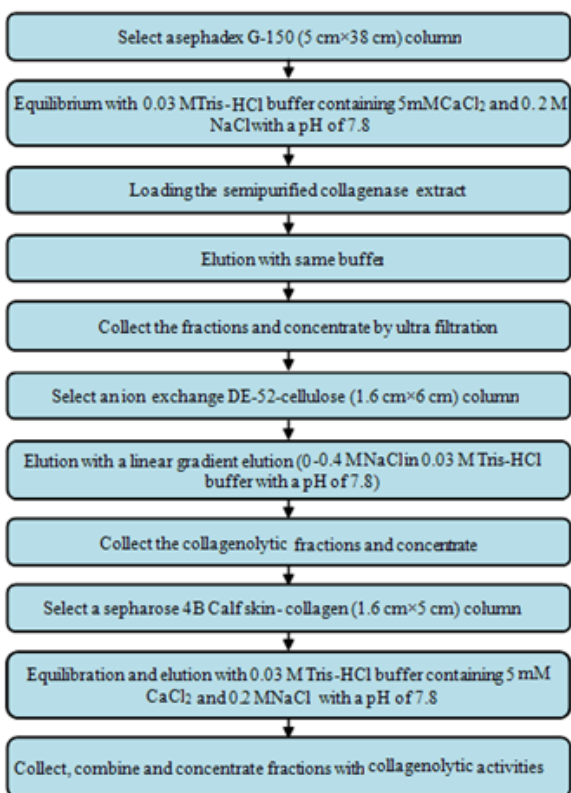 Select asephadex G-150 (5 cm×38 cm) column
Equilibrium with 0.03 MTris-HCl buffer containing 5mMCaCl₂ and 0.2 M
NaClwith a pH of 7.8
Loading the semipurified collagenase extract
Elution with same buffer
Collect the fractions and concentrate by ultra filtration
Select an ion exchange DE-52-cellulose (1.6 cm×6 cm) column
Elution with a linear gradient elution (0-0.4 MNaClin 0.03 M Tris-HCl
buffer with a pH of 7.8)
Collect the collagenolytic fractions and concentrate
Select a sepharose 4B Calf skin-collagen (1.6 cm×5 cm) column
Equilibration and elution with 0.03 M Tris-HCl buffer containing 5 mM
CaCl₂ and 0.2 MNaCl with a pH of 7.8
Collect, combine and concentrate fractions with collagenolytic activities